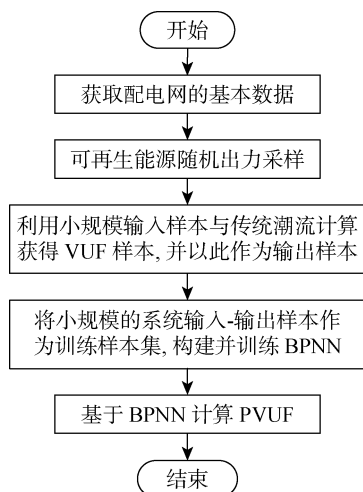 开始
获取配电网的基本数据
可再生能源随机出力采样
利用小规模输入样本与传统潮流计算
获得 VUF 样本, 并以此作为输出样本
将小规模的系统输入-输出样本作
为训练样本集, 构建并训练 BPNN
基于 BPNN 计算 PVUF
结束